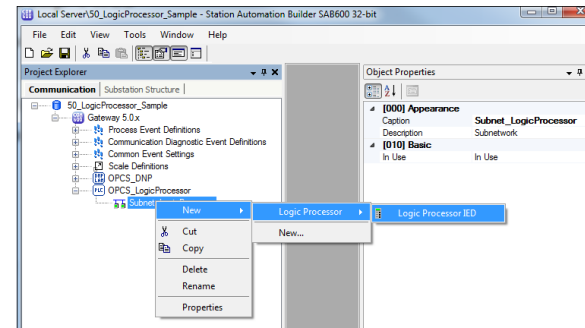 Local Server\50_LogicProcessor_Sample - Station Automation Builder SAB600 32-bit
File Edit View Tools Window Help
Project Explorer
Communication Substation Structure
50_LogicProcessor_Sample
Gateway 5.0.x
Process Event Definitions
Communication Diagnostic Event Definitions
Common Event Settings
Scale Definitions
OPCS_DNP
OPCS_LogicProcessor
New
Cut
Copy
Delete
Rename
Properties
Logic Processor
New...
Logic Processor IED
Object Properties
[000] Appearance
Caption Subnet_LogicProcessor
Description Subnetwork
[010] Basic
In Use In Use